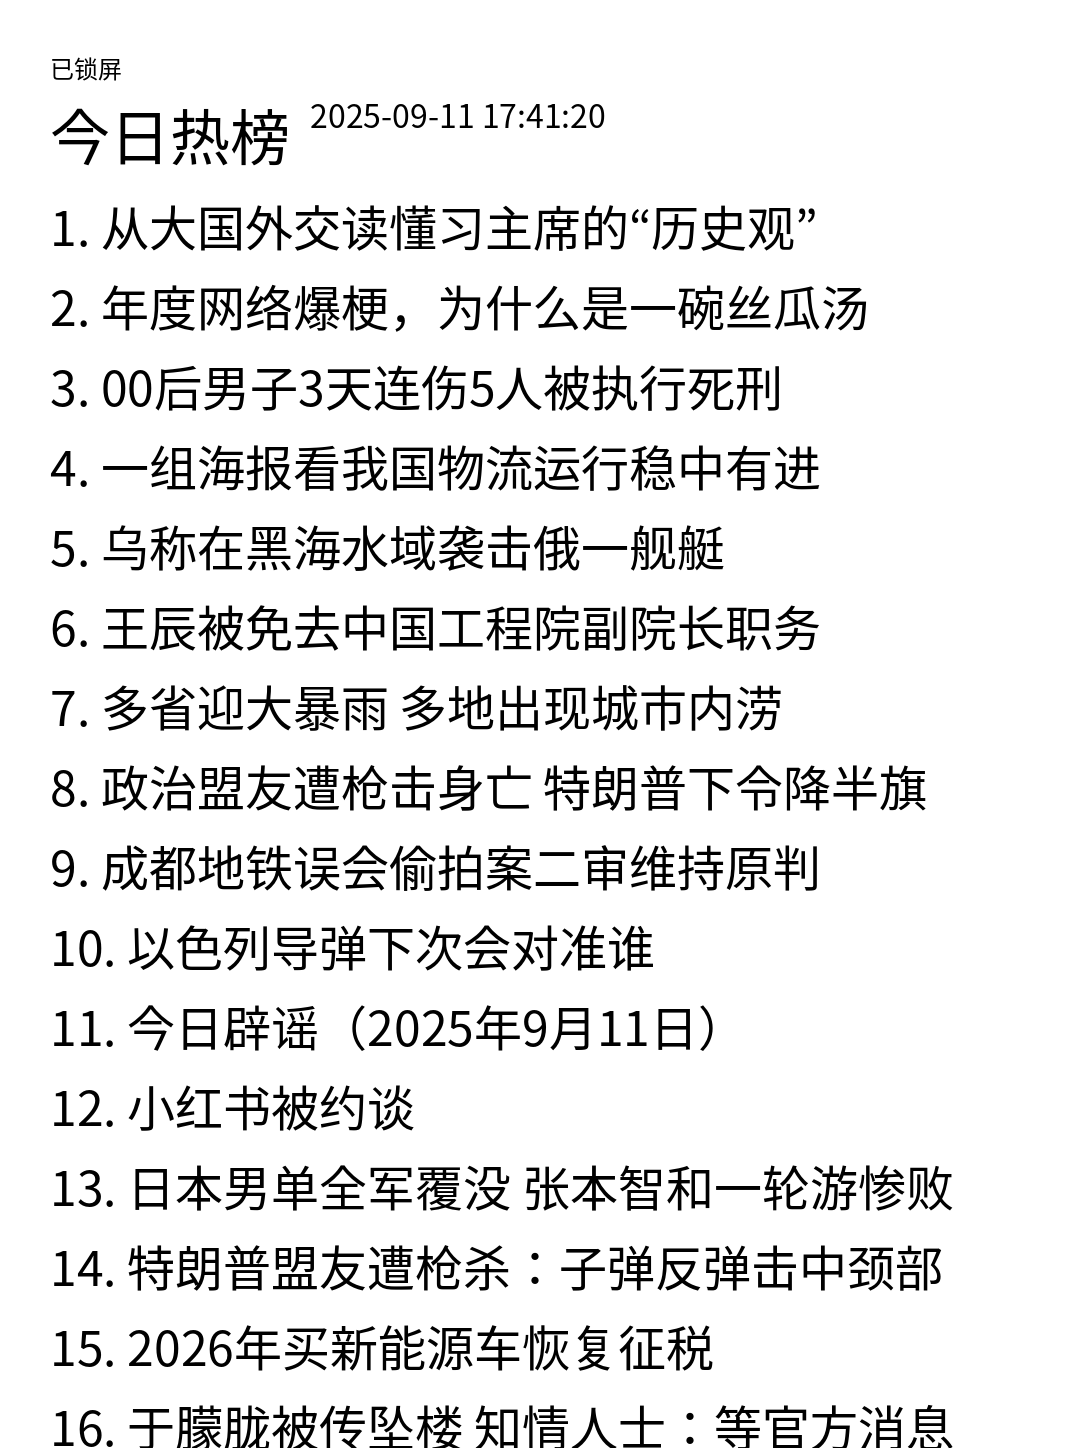 已锁屏
今日热榜 2025-09-11 17:41:20
1. 从大国外交读懂习主席的“历史观”
2. 年度网络爆梗，为什么是一碗丝瓜汤
3. 00后男子3天连伤5人被执行死刑
4. 一组海报看我国物流运行稳中有进
5. 乌称在黑海水域袭击俄一舰艇
6. 王辰被免去中国工程院副院长职务
7. 多省迎大暴雨 多地出现城市内涝
8. 政治盟友遭枪击身亡 特朗普下令降半旗
9. 成都地铁误会偷拍案二审维持原判
10. 以色列导弹下次会对准谁
11. 今日辟谣（2025年9月11日）
12. 小红书被约谈
13. 日本男单全军覆没 张本智和一轮游惨败
14. 特朗普盟友遭枪杀：子弹反弹击中颈部
15. 2026年买新能源车恢复征税
16. 于朦胧被传坠楼 知情人士：等官方消息